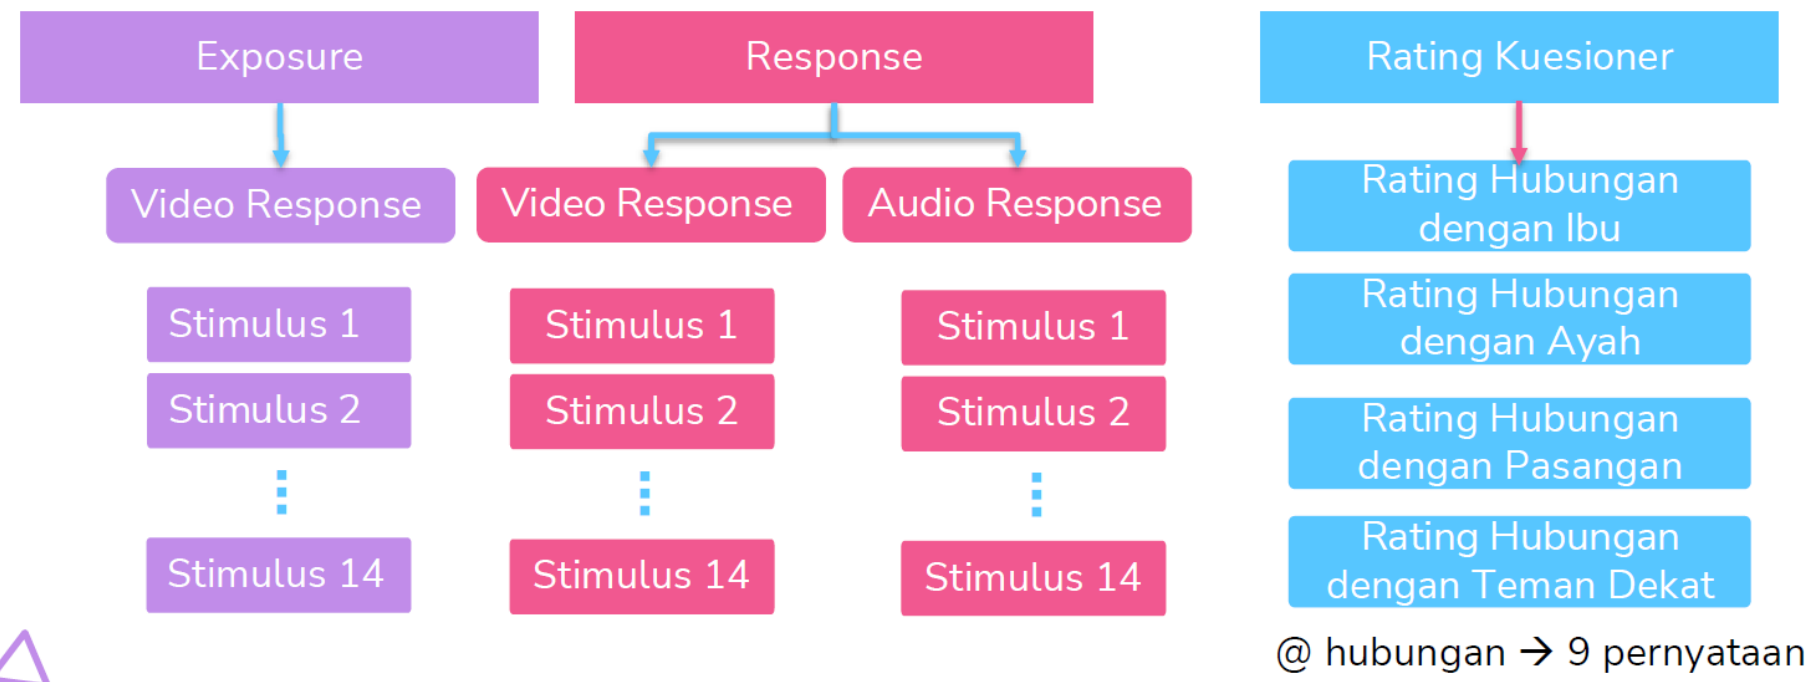 Exposure
Response
Rating Kuesioner
Video Response
Video Response
Audio Response
Stimulus 1
Stimulus 2
Stimulus 14
Stimulus 1
Stimulus 2
Stimulus 14
Stimulus 1
Stimulus 2
Stimulus 14
Rating Hubungan
dengan Ibu
Rating Hubungan
dengan Ayah
Rating Hubungan
dengan Pasangan
Rating Hubungan
dengan Teman Dekat
@ hubungan → 9 pernyataan